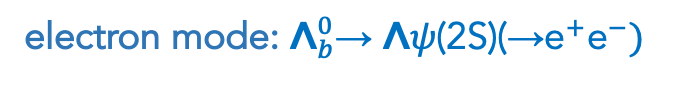 electron mode: Λ⁰_b→ Λψ(2S)(→e⁺e⁻)